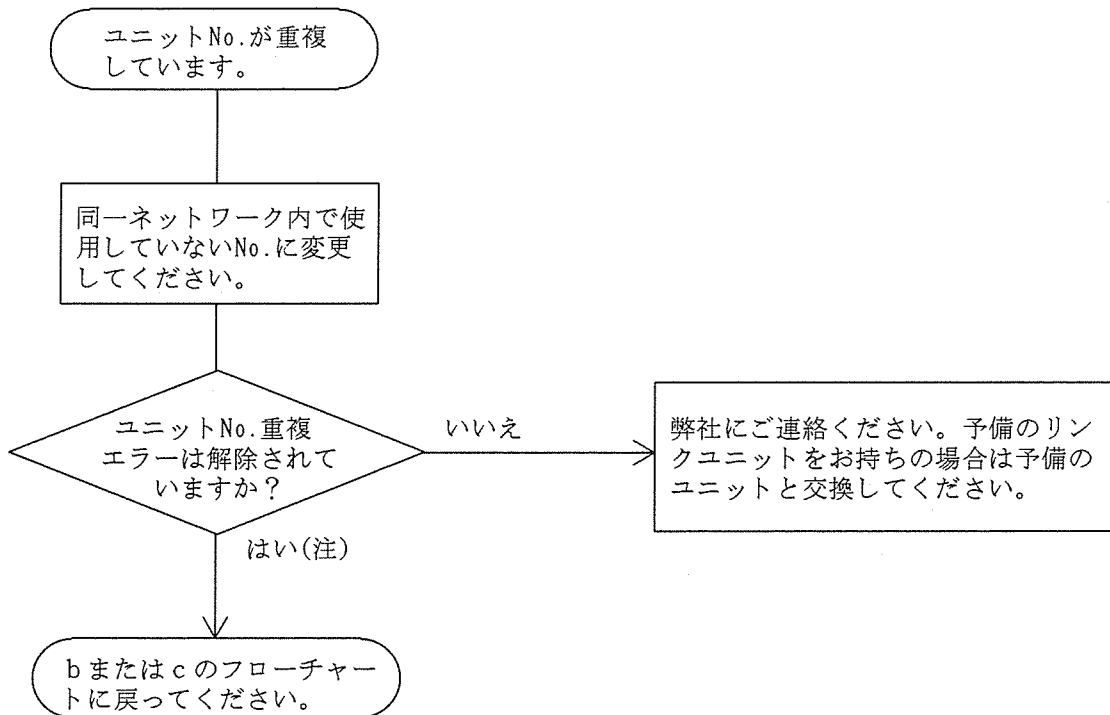 ユニットNo.が重複
しています。
同一ネットワーク内で使
用していないNo.に変更
してください。
ユニットNo.重複
エラーは解除されて
いますか？
いいえ
弊社にご連絡ください。予備のリン
クユニットをお持ちの場合は予備の
ユニットと交換してください。
はい(注)
bまたはcのフローチャー
トに戻ってください。